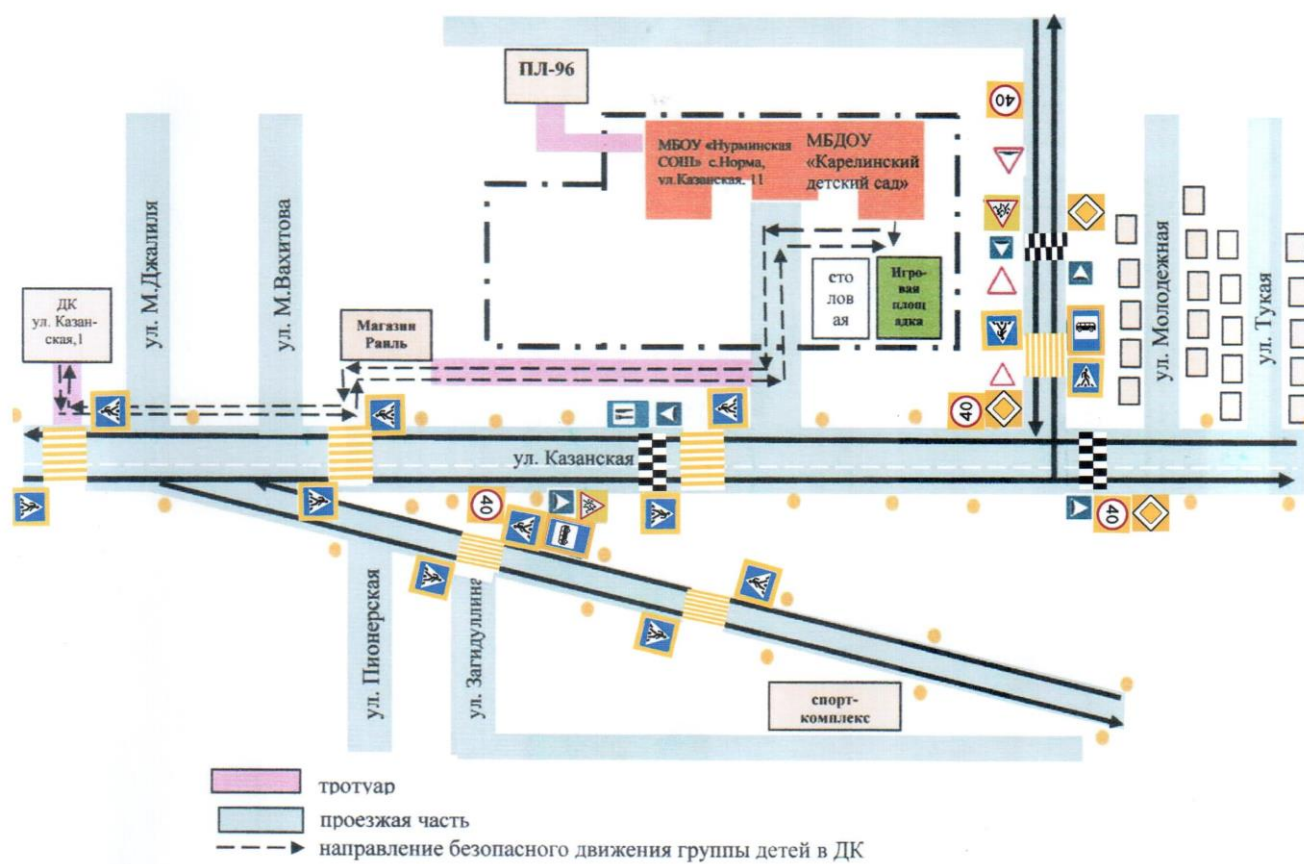 ПЛ-96
40
МБОУ «Нурминская
СОШ» с.Норма,
ул.Казанская, 11
МБДОУ
«Карелинский
детский сад»
ул. М.Джалиля
ул. М.Вахитова
ДК
ул. Казан-
ская,1
Магазин
Раиль
сто
лов
ая
Игро-
вая
площ
адка
ул. Молодежная
ул. Тукая
40
ул. Казанская
40
40
ул. Пионерская
ул. Загидуллина
спорт-
комплекс
тротуар
проезжая часть
направление безопасного движения группы детей в ДК